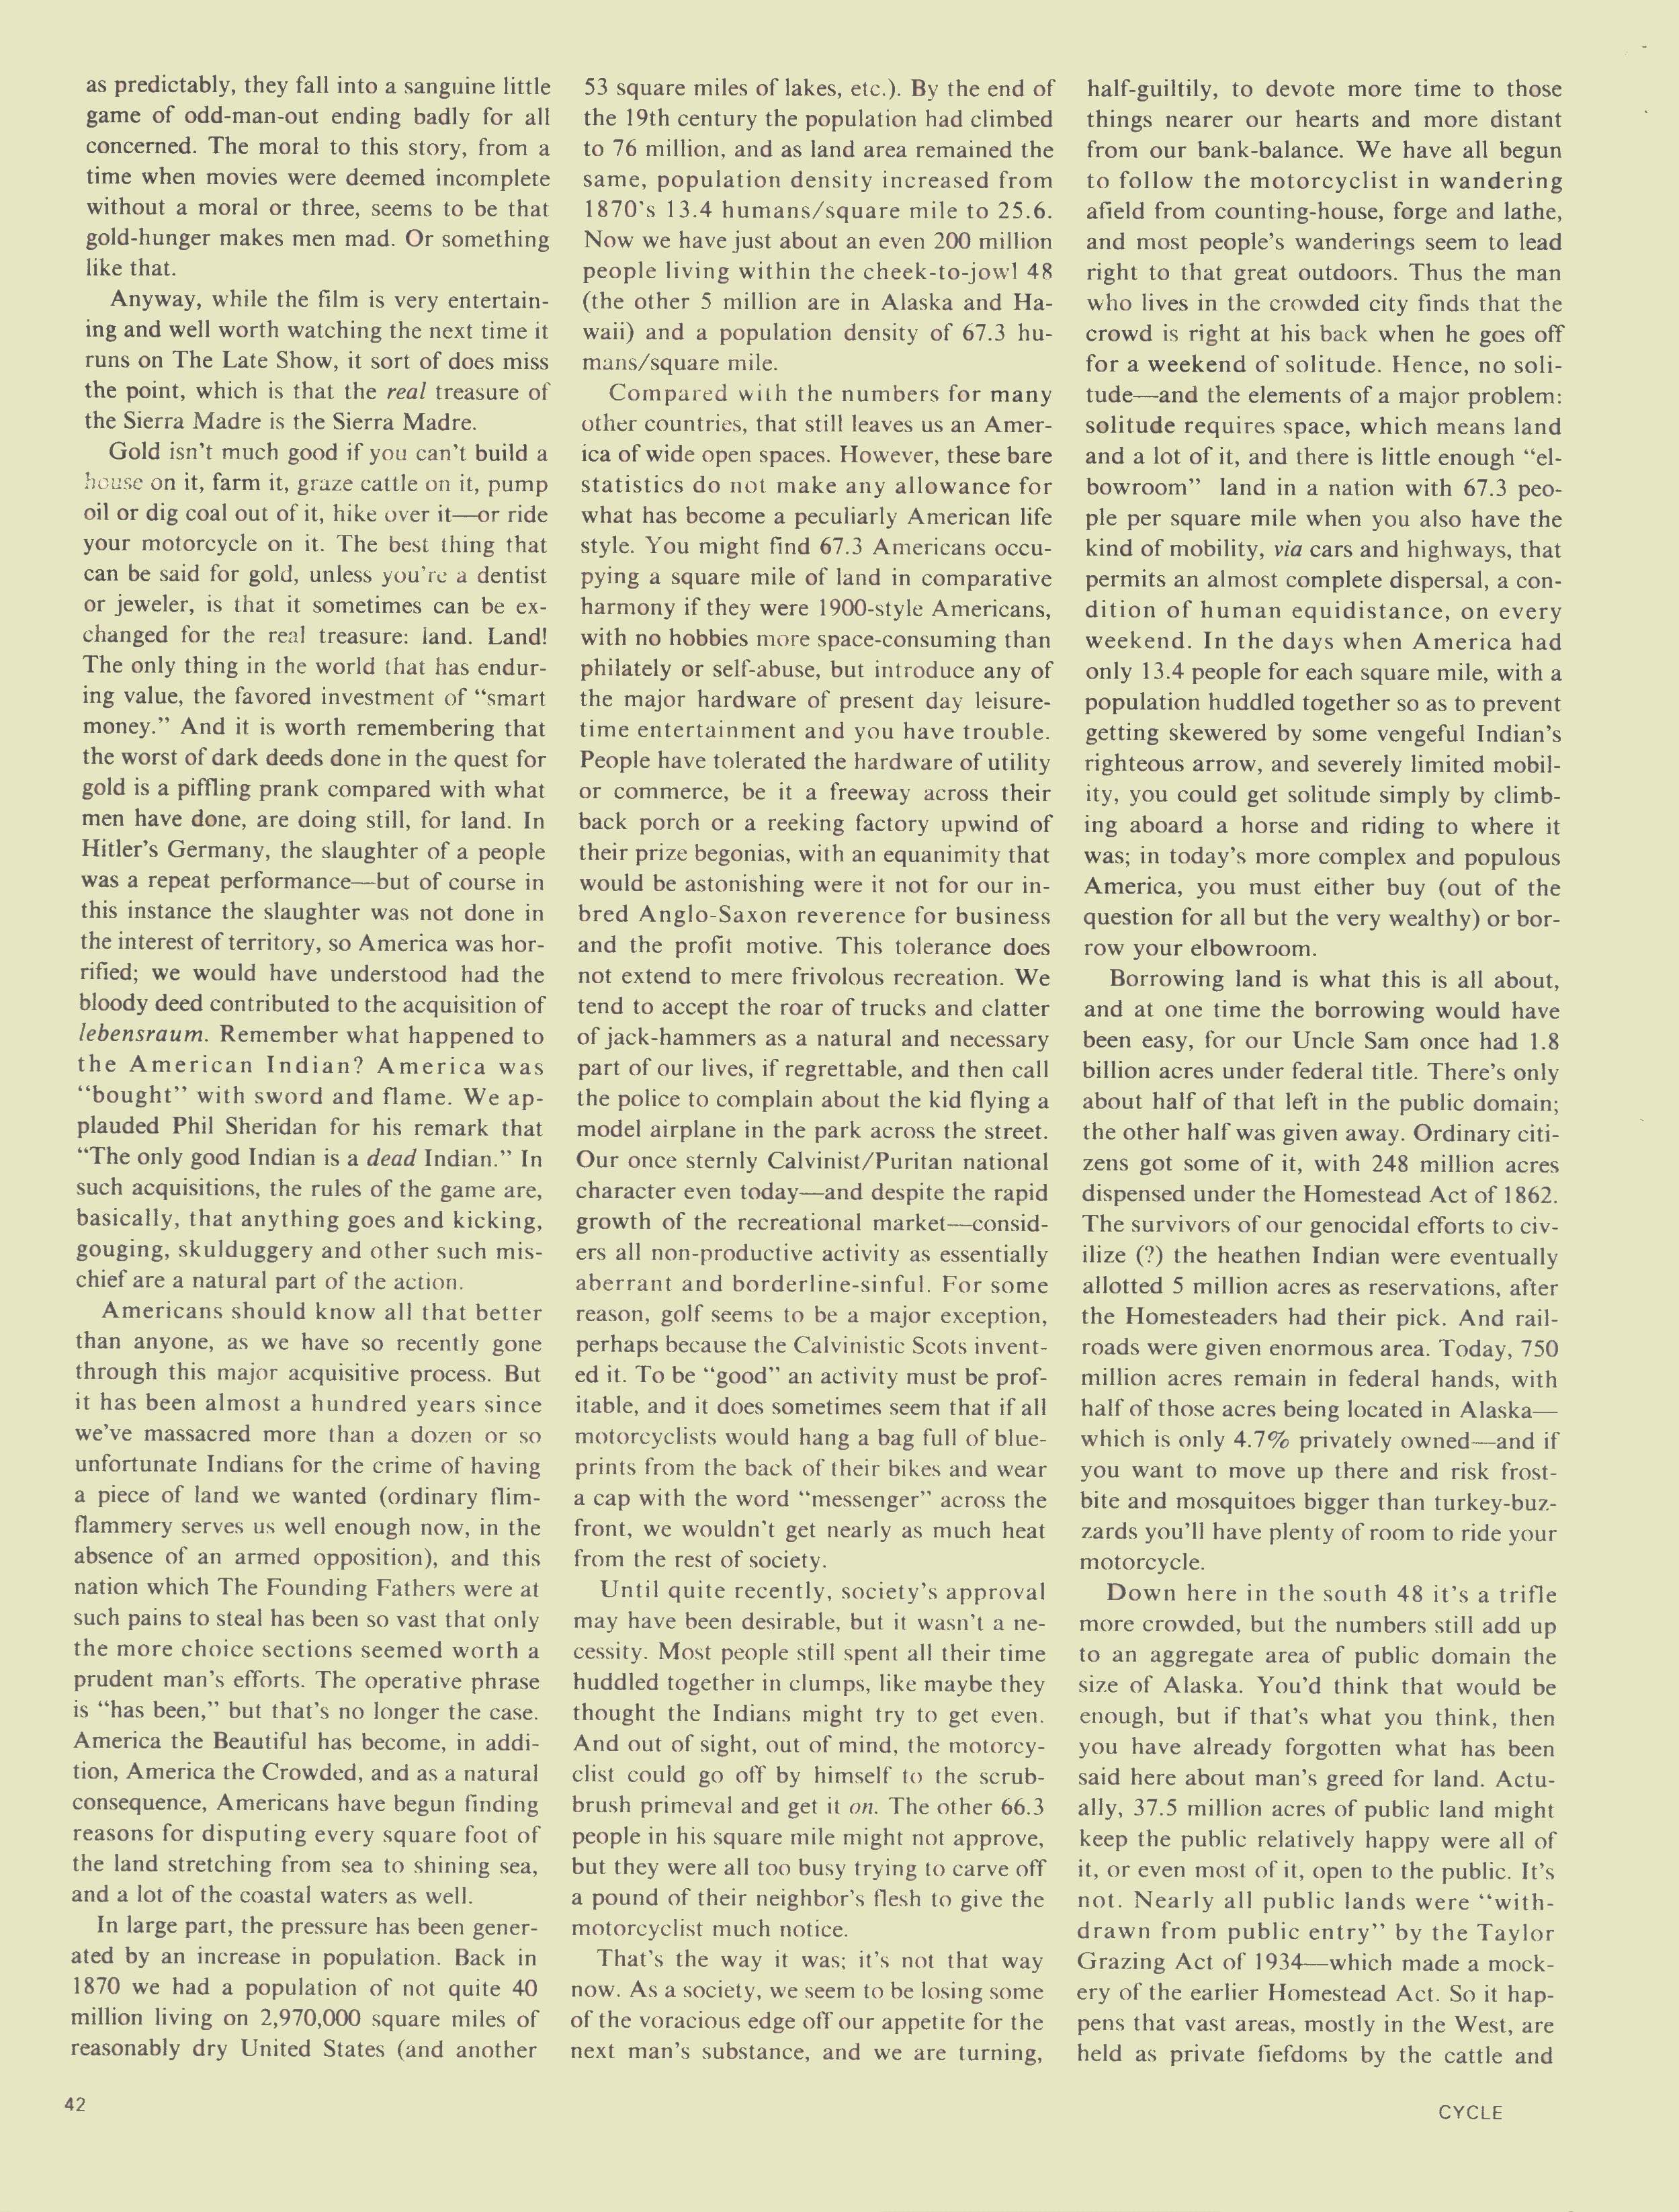 as predictably, they fall into a sanguine little
game of odd-man-out ending badly for all
concerned. The moral to this story, from a
time when movies were deemed incomplete
without a moral or three, seems to be that
gold-hunger makes men mad. Or something
like that.
Anyway, while the film is very entertain-
ing and well worth watching the next time it
runs on The Late Show, it sort of does miss
the point, which is that the real treasure of
the Sierra Madre is the Sierra Madre.
Gold isn't much good if you can't build a
house on it, farm it, graze cattle on it, pump
oil or dig coal out of it, hike over it—or ride
your motorcycle on it. The best thing that
can be said for gold, unless you're a dentist
or jeweler, is that it sometimes can be ex-
changed for the real treasure: land. Land!
The only thing in the world that has endur-
ing value, the favored investment of “smart
money.” And it is worth remembering that
the worst of dark deeds done in the quest for
gold is a piffling prank compared with what
men have done, are doing still, for land. In
Hitler's Germany, the slaughter of a people
was a repeat performance—but of course in
this instance the slaughter was not done in
the interest of territory, so America was hor-
rified; we would have understood had the
bloody deed contributed to the acquisition of
lebensraum. Remember what happened to
the American Indian? America was
“bought” with sword and flame. We ap-
plauded Phil Sheridan for his remark that
“The only good Indian is a dead Indian.” In
such acquisitions, the rules of the game are,
basically, that anything goes and kicking,
gouging, skulduggery and other such mis-
chief are a natural part of the action.
Americans should know all that better
than anyone, as we have so recently gone
through this major acquisitive process. But
it has been almost a hundred years since
we've massacred more than a dozen or so
unfortunate Indians for the crime of having
a piece of land we wanted (ordinary flim-
flammery serves us well enough now, in the
absence of an armed opposition), and this
nation which The Founding Fathers were at
such pains to steal has been so vast that only
the more choice sections seemed worth a
prudent man's efforts. The operative phrase
is “has been,” but that's no longer the case.
America the Beautiful has become, in addi-
tion, America the Crowded, and as a natural
consequence, Americans have begun finding
reasons for disputing every square foot of
the land stretching from sea to shining sea,
and a lot of the coastal waters as well.
In large part, the pressure has been gener-
ated by an increase in population. Back in
1870 we had a population of not quite 40
million living on 2,970,000 square miles of
reasonably dry United States (and another
53 square miles of lakes, etc.). By the end of
the 19th century the population had climbed
to 76 million, and as land area remained the
same, population density increased from
1870's 13.4 humans/square mile to 25.6.
Now we have just about an even 200 million
people living within the cheek-to-jowl 48
(the other 5 million are in Alaska and Ha-
waii) and a population density of 67.3 hu-
mans/square mile.
Compared with the numbers for many
other countries, that still leaves us an Amer-
ica of wide open spaces. However, these bare
statistics do not make any allowance for
what has become a peculiarly American life
style. You might find 67.3 Americans occu-
pying a square mile of land in comparative
harmony if they were 1900-style Americans,
with no hobbies more space-consuming than
philately or self-abuse, but introduce any of
the major hardware of present day leisure-
time entertainment and you have trouble.
People have tolerated the hardware of utility
or commerce, be it a freeway across their
back porch or a reeking factory upwind of
their prize begonias, with an equanimity that
would be astonishing were it not for our in-
bred Anglo-Saxon reverence for business
and the profit motive. This tolerance does
not extend to mere frivolous recreation. We
tend to accept the roar of trucks and clatter
of jack-hammers as a natural and necessary
part of our lives, if regrettable, and then call
the police to complain about the kid flying a
model airplane in the park across the street.
Our once sternly Calvinist/Puritan national
character even today—and despite the rapid
growth of the recreational market—consid-
ers all non-productive activity as essentially
aberrant and borderline-sinful. For some
reason, golf seems to be a major exception,
perhaps because the Calvinistic Scots invent-
ed it. To be “good” an activity must be prof-
itable, and it does sometimes seem that if all
motorcyclists would hang a bag full of blue-
prints from the back of their bikes and wear
a cap with the word “messenger” across the
front, we wouldn't get nearly as much heat
from the rest of society.
Until quite recently, society's approval
may have been desirable, but it wasn't a ne-
cessity. Most people still spent all their time
huddled together in clumps, like maybe they
thought the Indians might try to get even.
And out of sight, out of mind, the motorcy-
clist could go off by himself to the scrub-
brush primeval and get it on. The other 66.3
people in his square mile might not approve,
but they were all too busy trying to carve off
a pound of their neighbor's flesh to give the
motorcyclist much notice.
That's the way it was; it's not that way
now. As a society, we seem to be losing some
of the voracious edge off our appetite for the
next man's substance, and we are turning,
half-guiltily, to devote more time to those
things nearer our hearts and more distant
from our bank-balance. We have all begun
to follow the motorcyclist in wandering
afield from counting-house, forge and lathe,
and most people's wanderings seem to lead
right to that great outdoors. Thus the man
who lives in the crowded city finds that the
crowd is right at his back when he goes off
for a weekend of solitude. Hence, no soli-
tude—and the elements of a major problem:
solitude requires space, which means land
and a lot of it, and there is little enough “el-
bowroom” land in a nation with 67.3 peo-
ple per square mile when you also have the
kind of mobility, via cars and highways, that
permits an almost complete dispersal, a con-
dition of human equidistance, on every
weekend. In the days when America had
only 13.4 people for each square mile, with a
population huddled together so as to prevent
getting skewered by some vengeful Indian's
righteous arrow, and severely limited mobil-
ity, you could get solitude simply by climb-
ing aboard a horse and riding to where it
was; in today's more complex and populous
America, you must either buy (out of the
question for all but the very wealthy) or bor-
row your elbowroom.
Borrowing land is what this is all about,
and at one time the borrowing would have
been easy, for our Uncle Sam once had 1.8
billion acres under federal title. There's only
about half of that left in the public domain;
the other half was given away. Ordinary citi-
zens got some of it, with 248 million acres
dispensed under the Homestead Act of 1862.
The survivors of our genocidal efforts to civ-
ilize (?) the heathen Indian were eventually
allotted 5 million acres as reservations, after
the Homesteaders had their pick. And rail-
roads were given enormous area. Today, 750
million acres remain in federal hands, with
half of those acres being located in Alaska—
which is only 4.7% privately owned—and if
you want to move up there and risk frost-
bite and mosquitoes bigger than turkey-buz-
zards you'll have plenty of room to ride your
motorcycle.
Down here in the south 48 it's a trifle
more crowded, but the numbers still add up
to an aggregate area of public domain the
size of Alaska. You'd think that would be
enough, but if that's what you think, then
you have already forgotten what has been
said here about man's greed for land. Actu-
ally, 37.5 million acres of public land might
keep the public relatively happy were all of
it, or even most of it, open to the public. It's
not. Nearly all public lands were “with-
drawn from public entry” by the Taylor
Grazing Act of 1934—which made a mock-
ery of the earlier Homestead Act. So it hap-
pens that vast areas, mostly in the West, are
held as private fiefdoms by the cattle and
42
CYCLE